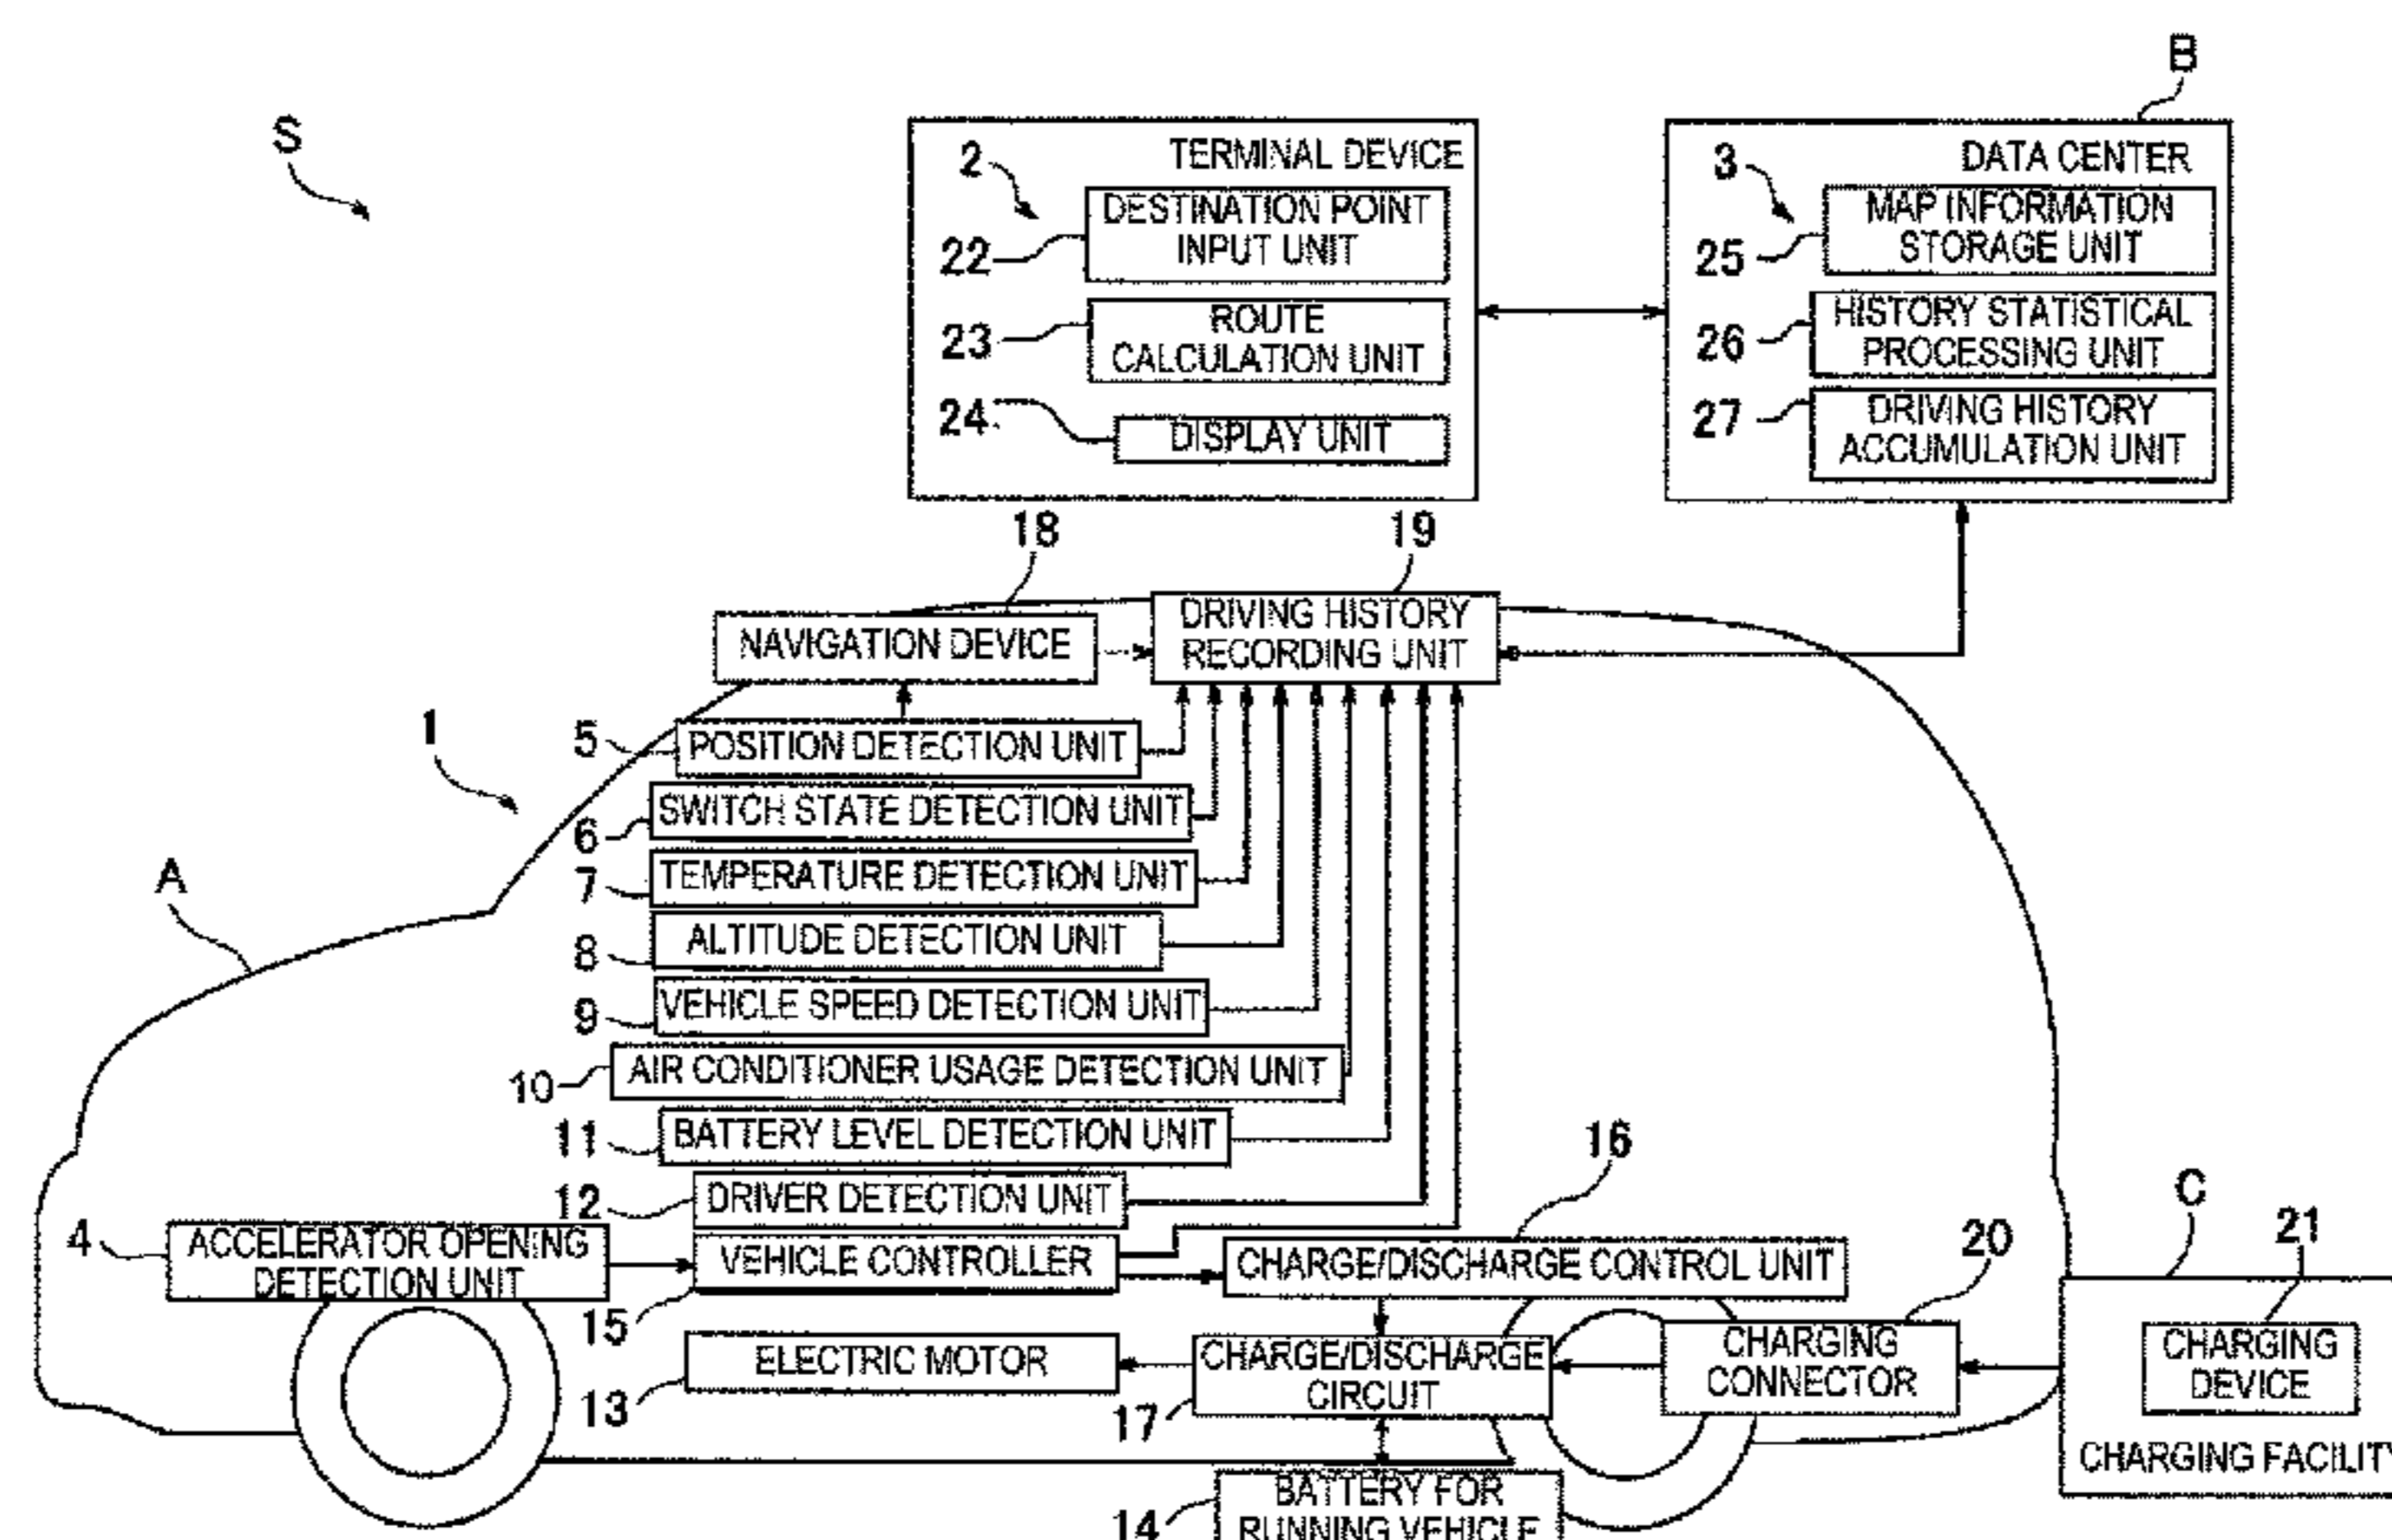 S
B
TERMINAL DEVICE
2
DESTINATION POINT
INPUT UNIT
22
ROUTE
CALCULATION UNIT
23
DISPLAY UNIT
24
DATA CENTER
3
MAP INFORMATION
STORAGE UNIT
25
HISTORY STATISTICAL
PROCESSING UNIT
26
DRIVING HISTORY
ACCUMULATION UNIT
27
18
NAVIGATION DEVICE
19
DRIVING HISTORY
RECORDING UNIT
1
A
5
POSITION DETECTION UNIT
6
SWITCH STATE DETECTION UNIT
7
TEMPERATURE DETECTION UNIT
8
ALTITUDE DETECTION UNIT
9
VEHICLE SPEED DETECTION UNIT
10
AIR CONDITIONER USAGE DETECTION UNIT
11
BATTERY LEVEL DETECTION UNIT
12
DRIVER DETECTION UNIT
4
ACCELERATOR OPENING
DETECTION UNIT
VEHICLE CONTROLLER
15
16
CHARGE/DISCHARGE CONTROL UNIT
ELECTRIC MOTOR
13
CHARGE/DISCHARGE
CIRCUIT
17
20
CHARGING
CONNECTOR
C
21
CHARGING
DEVICE
CHARGING FACILITY
14
BATTERY FOR
RUNNING VEHICLE